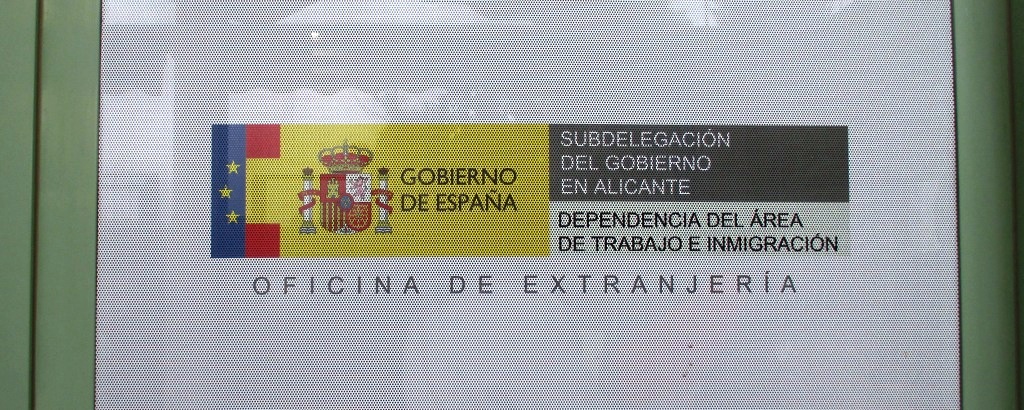 GOBIERNO
DE ESPAÑA
SUBDELEGACIÓN
DEL GOBIERNO
EN ALICANTE
DEPENDENCIA DEL ÁREA
DE TRABAJO E INMIGRACIÓN
OFICINA DE EXTRANJERÍA